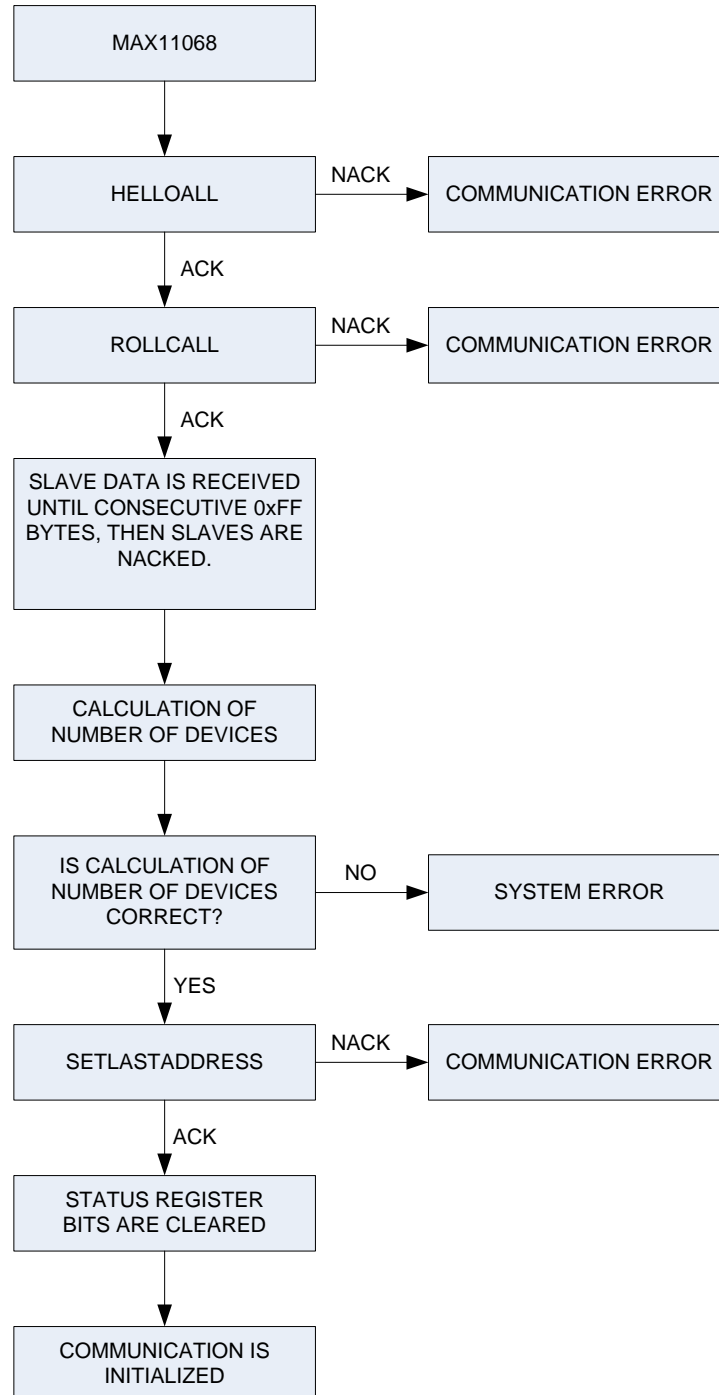 MAX11068
HELLOALL
NACK
COMMUNICATION ERROR
ACK
ROLLCALL
NACK
COMMUNICATION ERROR
ACK
SLAVE DATA IS RECEIVED
UNTIL CONSECUTIVE 0xFF
BYTES, THEN SLAVES ARE
NACKED.
CALCULATION OF
NUMBER OF DEVICES
IS CALCULATION OF
NUMBER OF DEVICES
CORRECT?
NO
SYSTEM ERROR
YES
SETLASTADDRESS
NACK
COMMUNICATION ERROR
ACK
STATUS REGISTER
BITS ARE CLEARED
COMMUNICATION IS
INITIALIZED